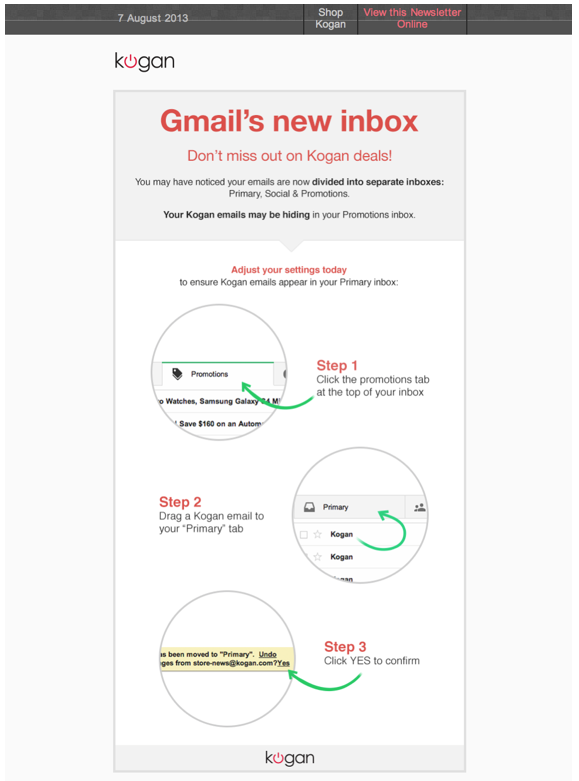 7 August 2013
Shop
Kogan
View this Newsletter
Online
kogan
Gmail's new inbox
Don't miss out on Kogan deals!
You may have noticed your emails are now divided into separate inboxes:
Primary, Social & Promotions.
Your Kogan emails may be hiding in your Promotions inbox.
Adjust your settings today
to ensure Kogan emails appear in your Primary inbox:
Promotions
o Watches, Samsung Galaxy S4 Mi
Save $160 on an Autom
Step 1
Click the promotions tab
at the top of your inbox
Step 2
Drag a Kogan email to
your "Primary" tab
Primary
Kogan
Kogan
as been moved to "Primary". Undo
ges from store-news@kogan.com?Yes
Step 3
Click YES to confirm
kogan